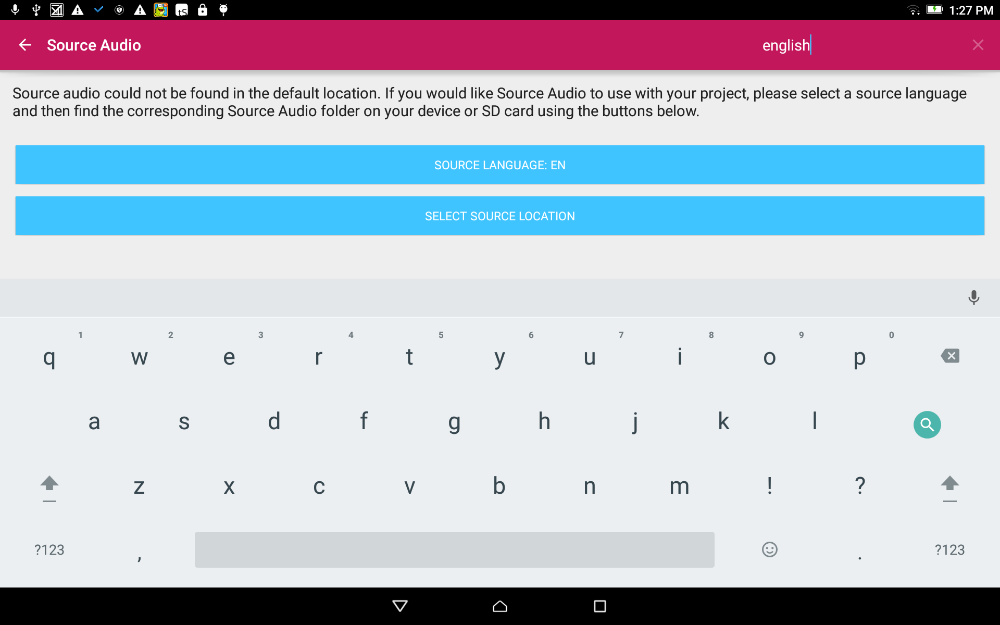 tS
1:27 PM
Source Audio
english
Source audio could not be found in the default location. If you would like Source Audio to use with your project, please select a source language
and then find the corresponding Source Audio folder on your device or SD card using the buttons below.
SOURCE LANGUAGE: EN
SELECT SOURCE LOCATION
1 2 3 4 5 6 7 8 9 0
q w e r t y u i o p
a s d f g h j k l
z x c v b n m ! ?
?123 , . ?123